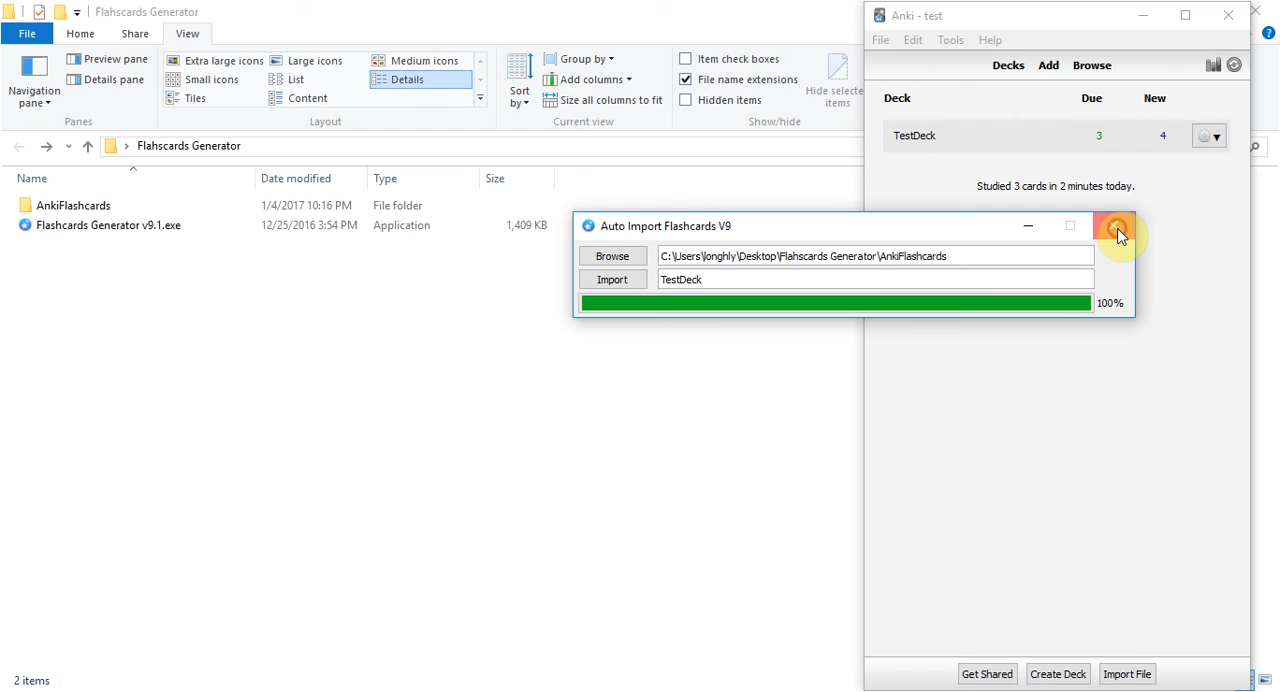 Flahscards Generator
File Home Share View
Navigation pane
Preview pane
Details pane
Panes
Extra large icons Large icons Medium icons
Small icons List Details
Tiles Content
Layout
Sort by
Group by
Add columns
Size all columns to fit
Current view
Item check boxes
File name extensions
Hidden items
Hide selecte
items
Show/hide
Flahscards Generator
Name Date modified Type Size
AnkiFlashcards 1/4/2017 10:16 PM File folder
Flashcards Generator v9.1.exe 12/25/2016 3:54 PM Application 1,409 KB
2 items
Anki - test
File Edit Tools Help
Decks Add Browse
Deck Due New
TestDeck 3 4
Studied 3 cards in 2 minutes today.
Auto Import Flashcards V9
Browse C:\Users\longhly\Desktop\Flahscards Generator\AnkiFlashcards
Import TestDeck
100%
Get Shared Create Deck Import File